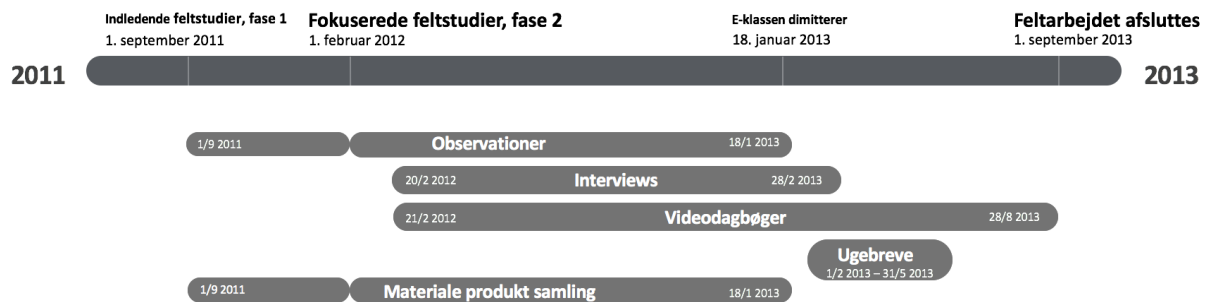 Indledende feltstudier, fase 1
1. september 2011
Fokuserede feltstudier, fase 2
1. februar 2012
E-klassen dimitterer
18. januar 2013
Feltarbejdet afsluttes
1. september 2013
2011
2013
1/9 2011
Observationer
18/1 2013
20/2 2012
Interviews
28/2 2013
21/2 2012
Videodagbøger
28/8 2013
Ugebreve
1/2 2013 – 31/5 2013
1/9 2011
Materiale produkt samling
18/1 2013